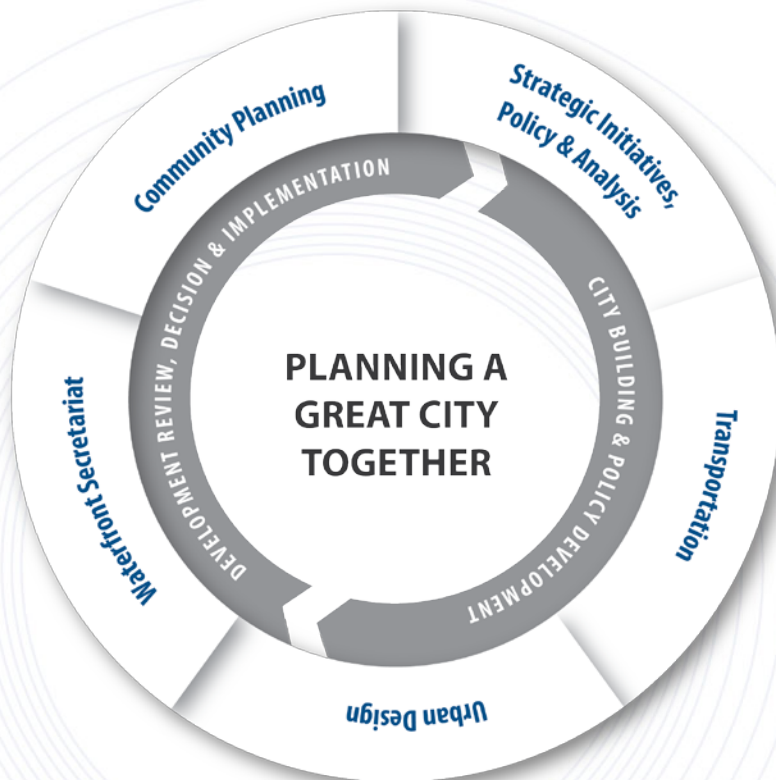 Strategic Initiatives,
Policy & Analysis
Transportation
Urban Design
Waterfront Secretariat
Community Planning
CITY BUILDING & POLICY DEVELOPMENT
DEVELOPMENT REVIEW, DECISION & IMPLEMENTATION
PLANNING A
GREAT CITY
TOGETHER